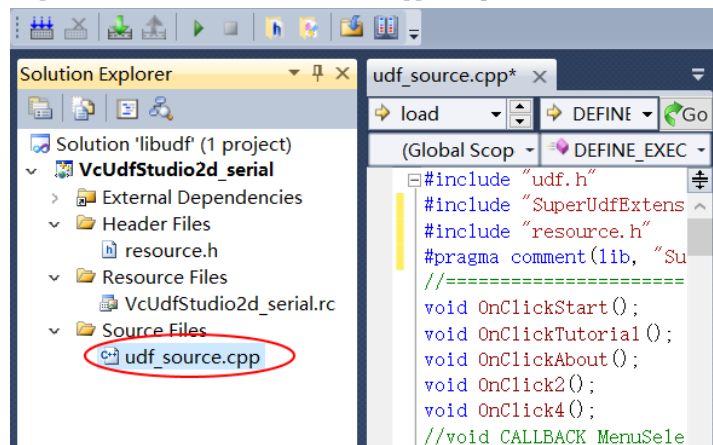 Solution Explorer
Solution 'libudf' (1 project)
VcUdfStudio2d_serial
External Dependencies
Header Files
resource.h
Resource Files
VcUdfStudio2d_serial.rc
Source Files
udf_source.cpp
udf_source.cpp*
load
DEFINE
Go
(Global Scop
DEFINE_EXEC
#include "udf.h"
#include "SuperUdfExtens
#include "resource.h"
#pragma comment(lib, "Su
//======================
void OnClickStart();
void OnClickTutorial();
void OnClickAbout();
void OnClick2();
void OnClick4();
//void CALLBACK MenuSele